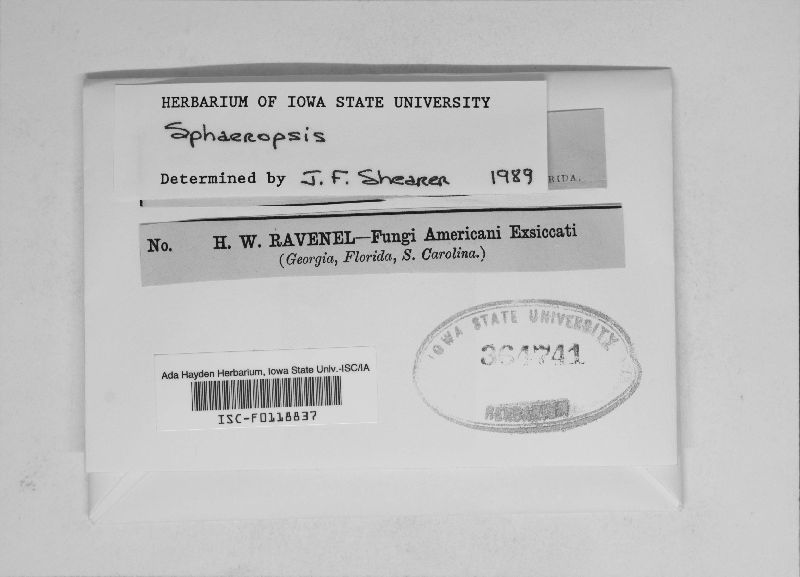 HERBARIUM OF IOWA STATE UNIVERSITY
Sphaeropsis
Determined by J. F. Shearer 1989
RIDA.
No. H. W. RAVENEL—Fungi Americani Exsiccati
(Georgia, Florida, S. Carolina.)
IOWA STATE UNIVERSITY
364741
HERBARIUM
Ada Hayden Herbarium, Iowa State Univ.-ISC/IA
ISC-F0118837